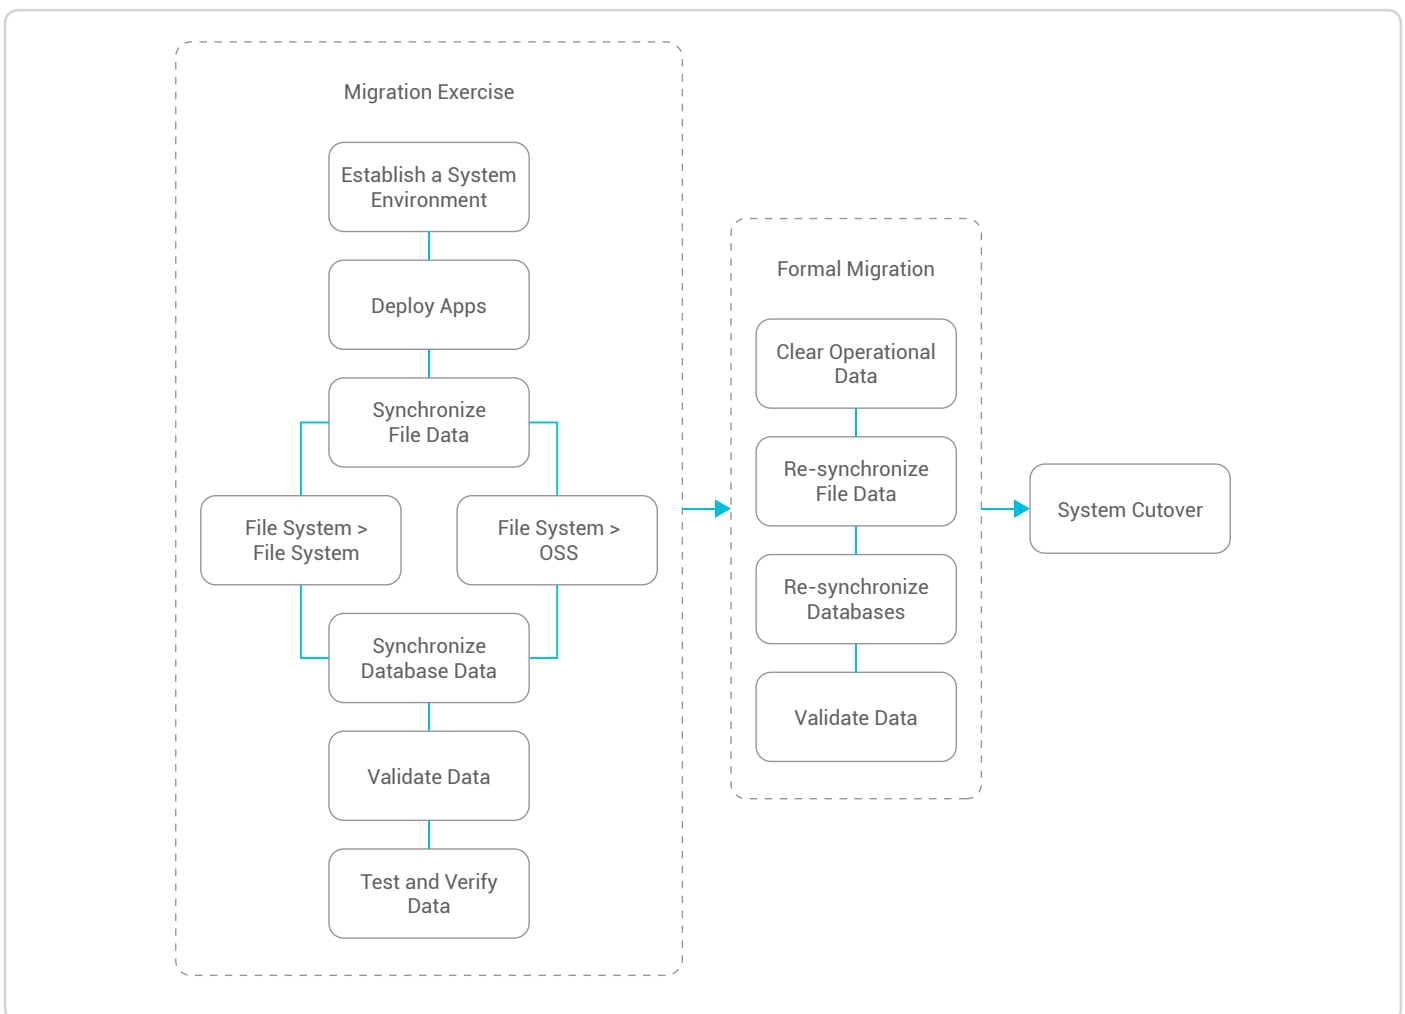 Migration Exercise
Establish a System
Environment
Deploy Apps
Synchronize
File Data
File System >
File System
File System >
OSS
Synchronize
Database Data
Validate Data
Test and Verify
Data
Formal Migration
Clear Operational
Data
Re-synchronize
File Data
Re-synchronize
Databases
Validate Data
System Cutover